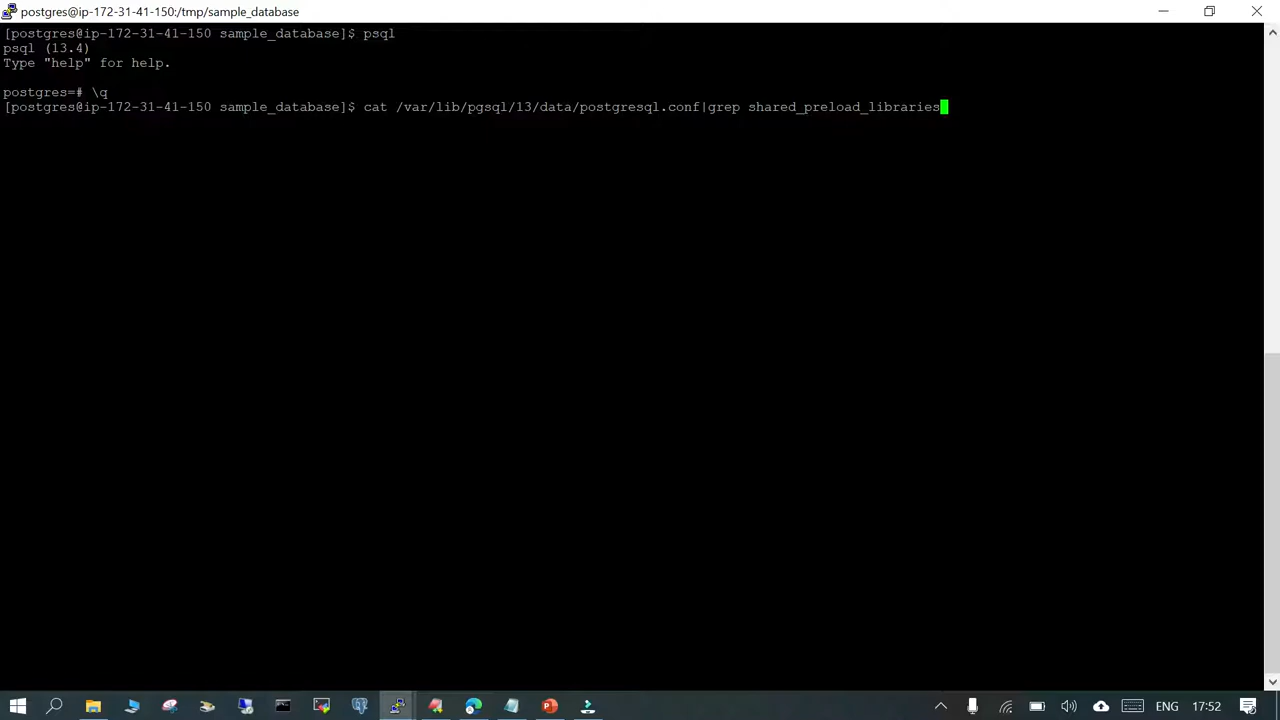 postgres@ip-172-31-41-150:/tmp/sample_database
[postgres@ip-172-31-41-150 sample_database]$ psql
psql (13.4)
Type "help" for help.
postgres=# \q
[postgres@ip-172-31-41-150 sample_database]$ cat /var/lib/pgsql/13/data/postgresql.conf|grep shared_preload_libraries
ENG 17:52